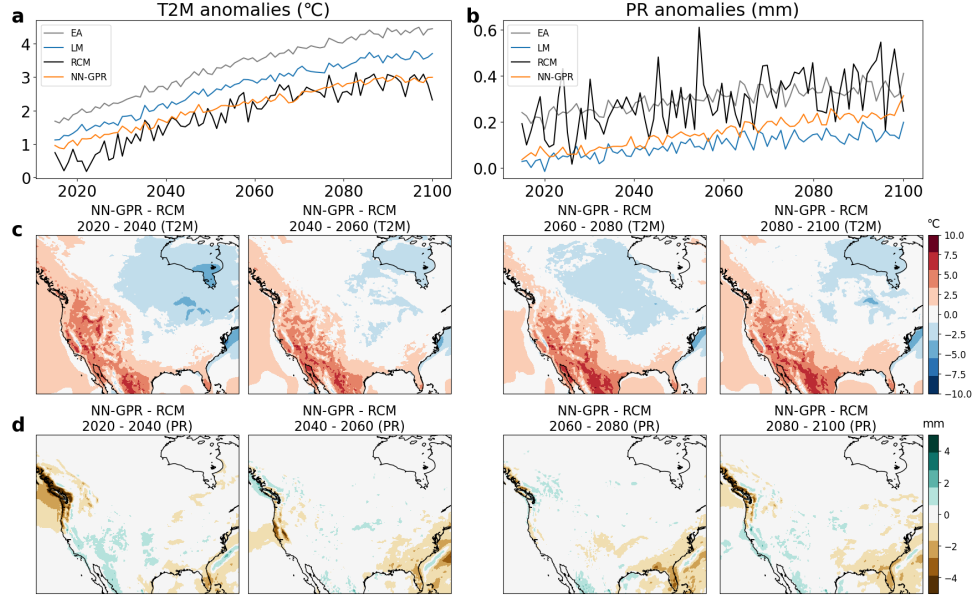 a
T2M anomalies (℃)
EA
LM
RCM
NN-GPR
4
3
2
1
0
2020
2040
2060
2080
2100
b
PR anomalies (mm)
EA
LM
RCM
NN-GPR
0.6
0.4
0.2
0.0
2020
2040
2060
2080
2100
c
NN-GPR - RCM
2020 - 2040 (T2M)
NN-GPR - RCM
2040 - 2060 (T2M)
NN-GPR - RCM
2060 - 2080 (T2M)
NN-GPR - RCM
2080 - 2100 (T2M)
℃
10.0
7.5
5.0
2.5
0.0
−2.5
−5.0
−7.5
−10.0
d
NN-GPR - RCM
2020 - 2040 (PR)
NN-GPR - RCM
2040 - 2060 (PR)
NN-GPR - RCM
2060 - 2080 (PR)
NN-GPR - RCM
2080 - 2100 (PR)
mm
4
2
0
−2
−4